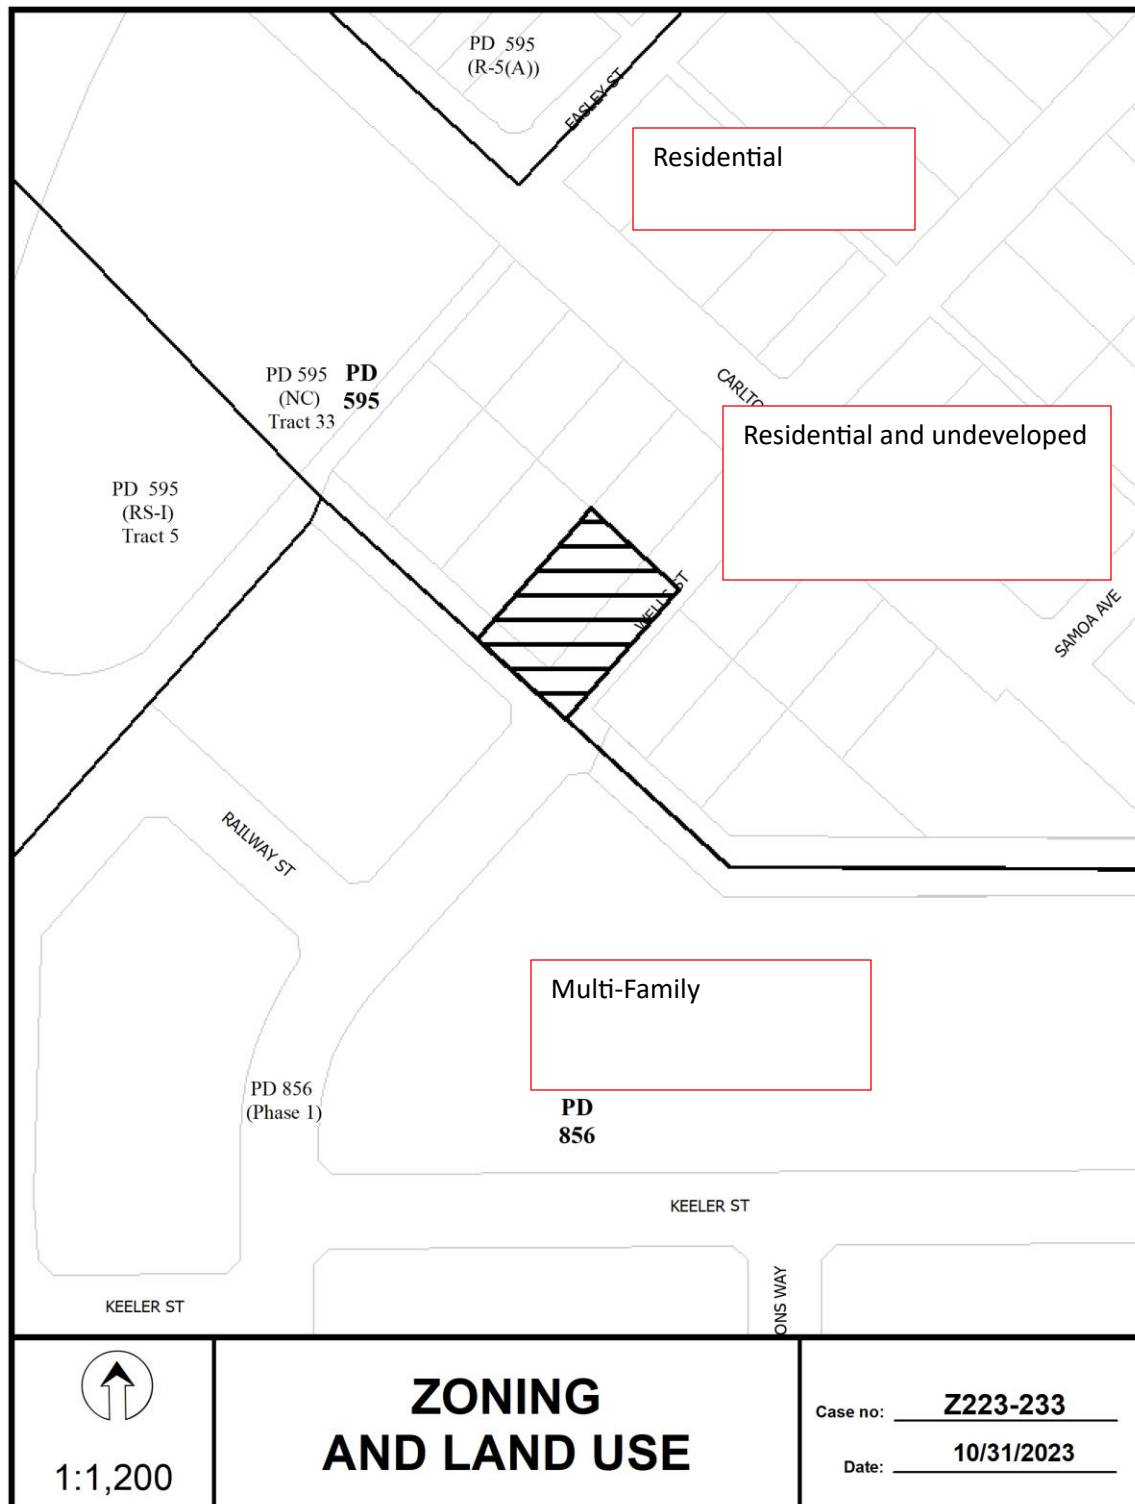 PD 595
(R-5(A))
EASLEY ST
Residential
PD 595
(NC)
Tract 33
PD
595
CARLTO
Residential and undeveloped
PD 595
(RS-I)
Tract 5
WELLS ST
SAMOA AVE
RAILWAY ST
Multi-Family
PD 856
(Phase 1)
PD
856
KEELER ST
KEELER ST
ONS WAY
1:1,200
ZONING
AND LAND USE
Case no: Z223-233
Date: 10/31/2023